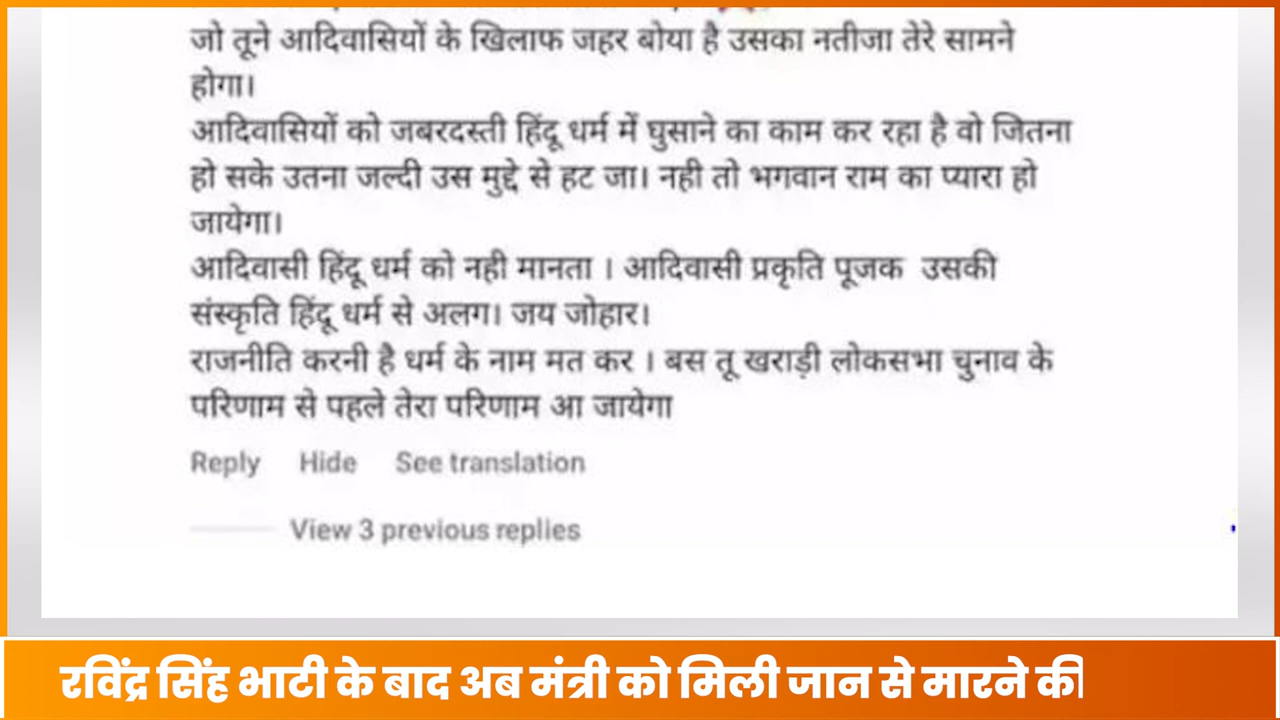 जो तूने आदिवासियों के खिलाफ जहर बोया है उसका नतीजा तेरे सामने
होगा।
आदिवासियों को जबरदस्ती हिंदू धर्म में घुसाने का काम कर रहा है वो जितना
हो सके उतना जल्दी उस मुद्दे से हट जा। नही तो भगवान राम का प्यारा हो
जायेगा।
आदिवासी हिंदू धर्म को नही मानता । आदिवासी प्रकृति पूजक उसकी
संस्कृति हिंदू धर्म से अलग। जय जोहार।
राजनीति करनी है धर्म के नाम मत कर । बस तू खराड़ी लोकसभा चुनाव के
परिणाम से पहले तेरा परिणाम आ जायेगा
Reply Hide See translation
View 3 previous replies
रविंद्र सिंह भाटी के बाद अब मंत्री को मिली जान से मारने की